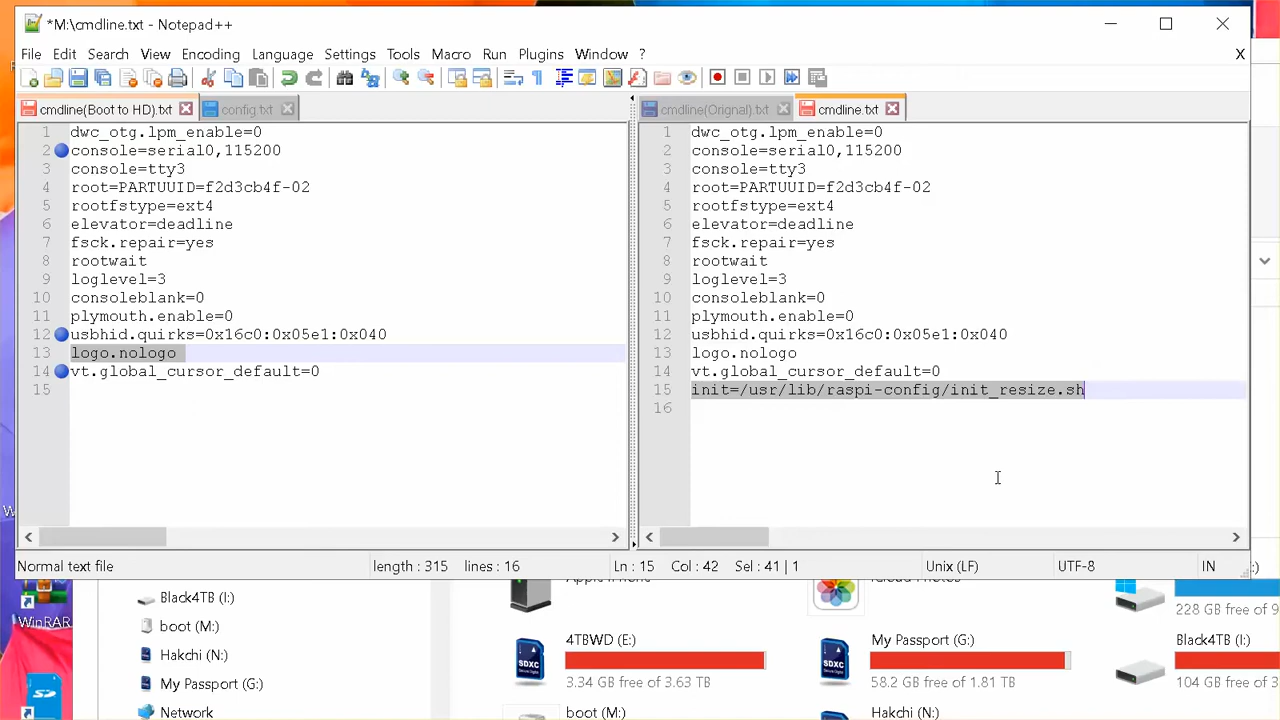 *M:\cmdline.txt - Notepad++
File Edit Search View Encoding Language Settings Tools Macro Run Plugins Window ? X
cmdline(Boot to HD).txt config.txt
1 dwc_otg.lpm_enable=0
2 console=serial0,115200
3 console=tty3
4 root=PARTUUID=f2d3cb4f-02
5 rootfstype=ext4
6 elevator=deadline
7 fsck.repair=yes
8 rootwait
9 loglevel=3
10 consoleblank=0
11 plymouth.enable=0
12 usbhid.quirks=0x16c0:0x05e1:0x040
13 logo.nologo
14 vt.global_cursor_default=0
15
cmdline(Orignal).txt cmdline.txt
1 dwc_otg.lpm_enable=0
2 console=serial0,115200
3 console=tty3
4 root=PARTUUID=f2d3cb4f-02
5 rootfstype=ext4
6 elevator=deadline
7 fsck.repair=yes
8 rootwait
9 loglevel=3
10 consoleblank=0
11 plymouth.enable=0
12 usbhid.quirks=0x16c0:0x05e1:0x040
13 logo.nologo
14 vt.global_cursor_default=0
15 init=/usr/lib/raspi-config/init_resize.sh
16
Normal text file length : 315 lines : 16 Ln : 15 Col : 42 Sel : 41 | 1 Unix (LF) UTF-8 IN
WinRAR
Black4TB (I:)
boot (M:)
Hakchi (N:)
My Passport (G:)
Network
4TBWD (E:)
3.34 GB free of 3.63 TB
boot (M:)
My Passport (G:)
58.2 GB free of 1.81 TB
Hakchi (N:)
228 GB free of 9
Black4TB (I:)
104 GB free of 3